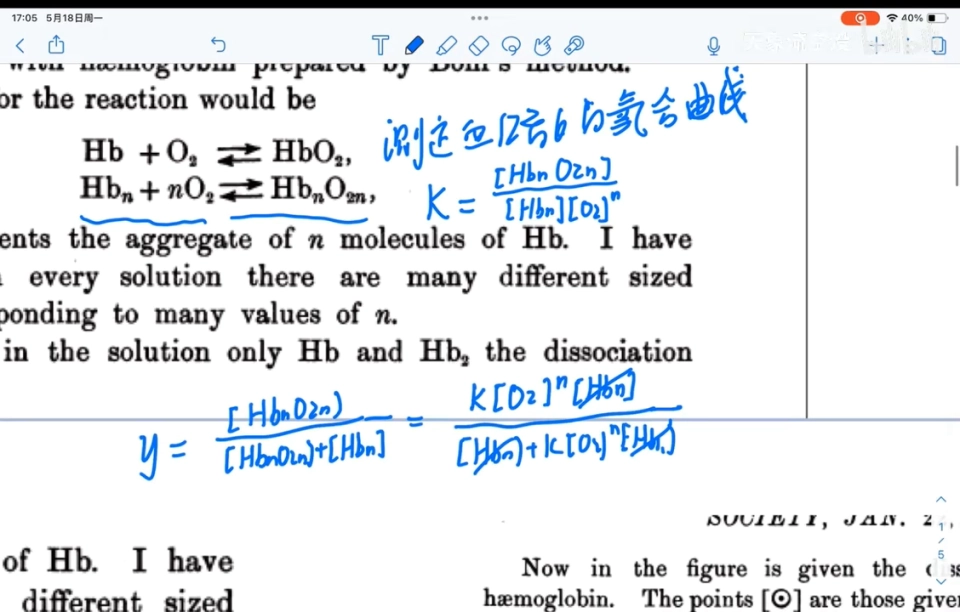 17:05 5月18日周一
40%
with hæmoglobin prepared by Bohr's method.
or the reaction would be
测定血红蛋白与氧合曲线
Hb + O₂ ⇄ HbO₂,
Hbₙ + nO₂ ⇄ HbₙO₂ₙ,
K = [HbnO2n] / [Hbn][O2]ⁿ
ents the aggregate of n molecules of Hb. I have
every solution there are many different sized
ponding to many values of n.
in the solution only Hb and Hb₂ the dissociation
y = [HbnO2n) / [HbnO2n)+[Hbn] = K[O2]ⁿ[Hbn] / [Hbn)+K[O2)ⁿ[Hbn)
SOCIETY, JAN. 2
1
/
5
of Hb. I have
different sized
Now in the figure is given the
hæmoglobin. The points [⊙] are those give